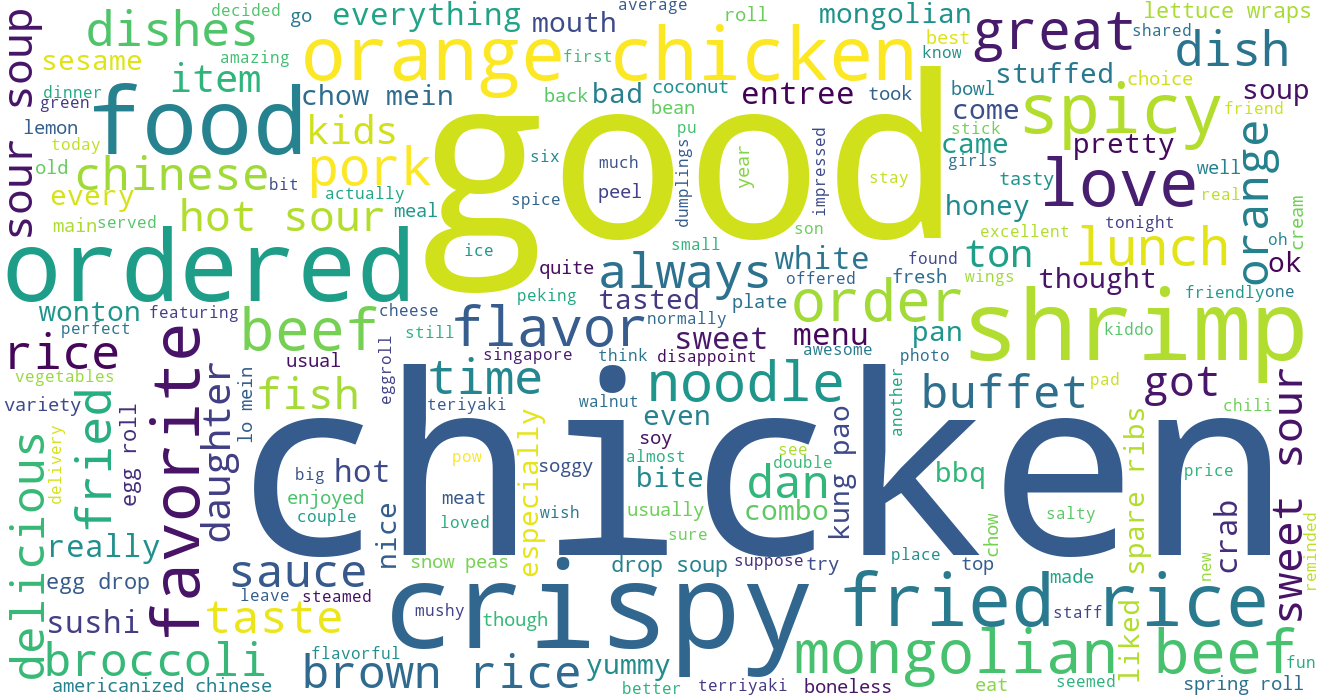 decided
go
everything
average
mouth
roll
mongolian
great
lettuce wraps
dishes
orange chicken
first
best
know
shared
dish
sesame
amazing
item
chow mein
back
bad
coconut
entree
took
bowl
stuffed
choice
soup
dinner
green
food
kids
bean
come
spicy
friend
lemon
today
good
pu
stick
came
pretty
sour soup
old
chinese
bit
pork
six
much
peel
dumplings
year
impressed
stay
girls
tasty
love
well
orange
every
actually
spice
real
main
served
hot sour
meal
son
honey
tonight
cream
ordered
ice
small
always
white
excellent
ton
lunch
oh
ok
quite
offered
found
fresh
wings
thought
peking
tasted
plate
order
friendly
one
wonton
featuring
cheese
flavor
normally
shrimp
perfect
beef
still
sweet
menu
pan
kiddo
rice
favorite
usual
eggroll
singapore
think
disappoint
awesome
photo
vegetables
time
noodle
buffet
pad
got
variety
daughter
lo mein
fish
teriyaki
walnut
even
another
chili
delicious
fried
delivery
egg roll
chicken
soy
kung pao
see
spare ribs
sweet sour
big
hot
pow
especially
soggy
almost
double
dan
bbq
price
enjoyed
meat
bite
couple
loved
wish
usually
combo
salty
crab
really
nice
sure
chow
reminded
snow peas
drop soup
suppose
try
place
top
new
egg drop
sauce
leave
steamed
made
sushi
taste
crispy
mushy
though
fried rice
staff
liked
broccoli
flavorful
brown rice
yummy
mongolian beef
fun
americanized chinese
better
terriyaki
boneless
eat
seemed
spring roll